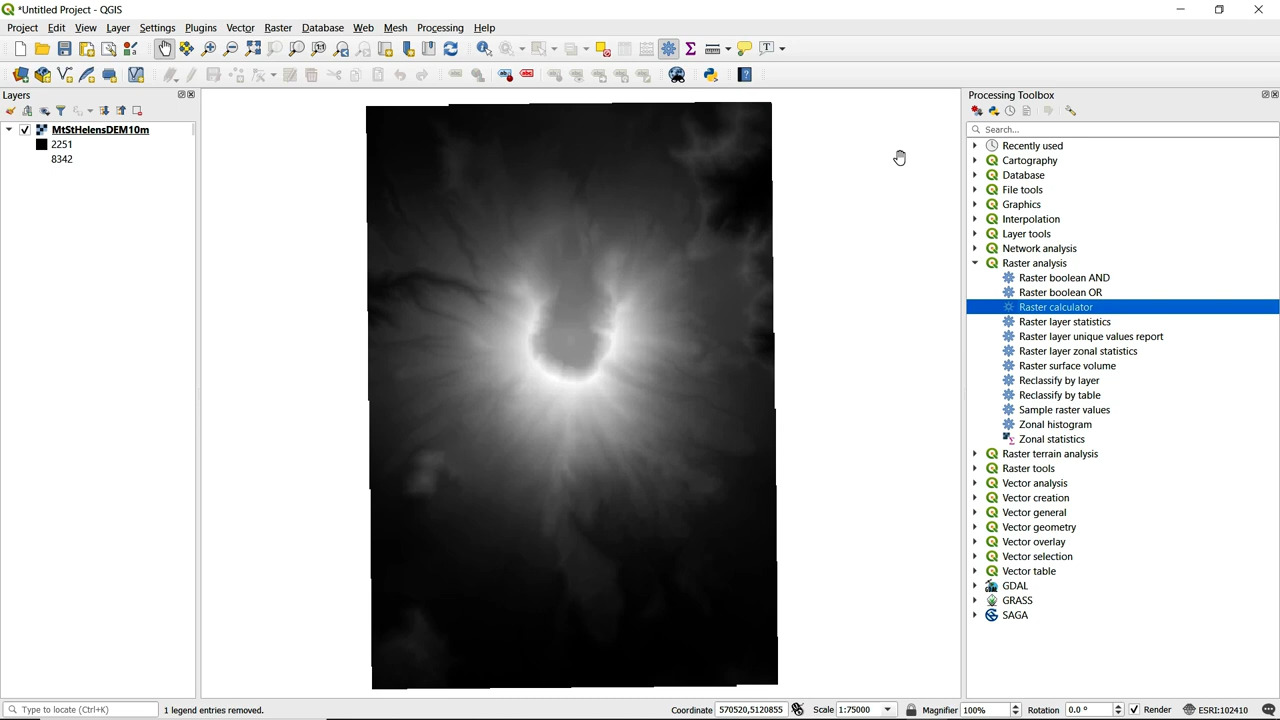 *Untitled Project - QGIS
Project Edit View Layer Settings Plugins Vector Raster Database Web Mesh Processing Help
Layers
MtStHelensDEM10m
2251
8342
Processing Toolbox
Search...
Recently used
Cartography
Database
File tools
Graphics
Interpolation
Layer tools
Network analysis
Raster analysis
Raster boolean AND
Raster boolean OR
Raster calculator
Raster layer statistics
Raster layer unique values report
Raster layer zonal statistics
Raster surface volume
Reclassify by layer
Reclassify by table
Sample raster values
Zonal histogram
Zonal statistics
Raster terrain analysis
Raster tools
Vector analysis
Vector creation
Vector general
Vector geometry
Vector overlay
Vector selection
Vector table
GDAL
GRASS
SAGA
Type to locate (Ctrl+K) 1 legend entries removed. Coordinate 570520,5120855 Scale 1:75000 Magnifier 100% Rotation 0.0 ° Render ESRI:102410